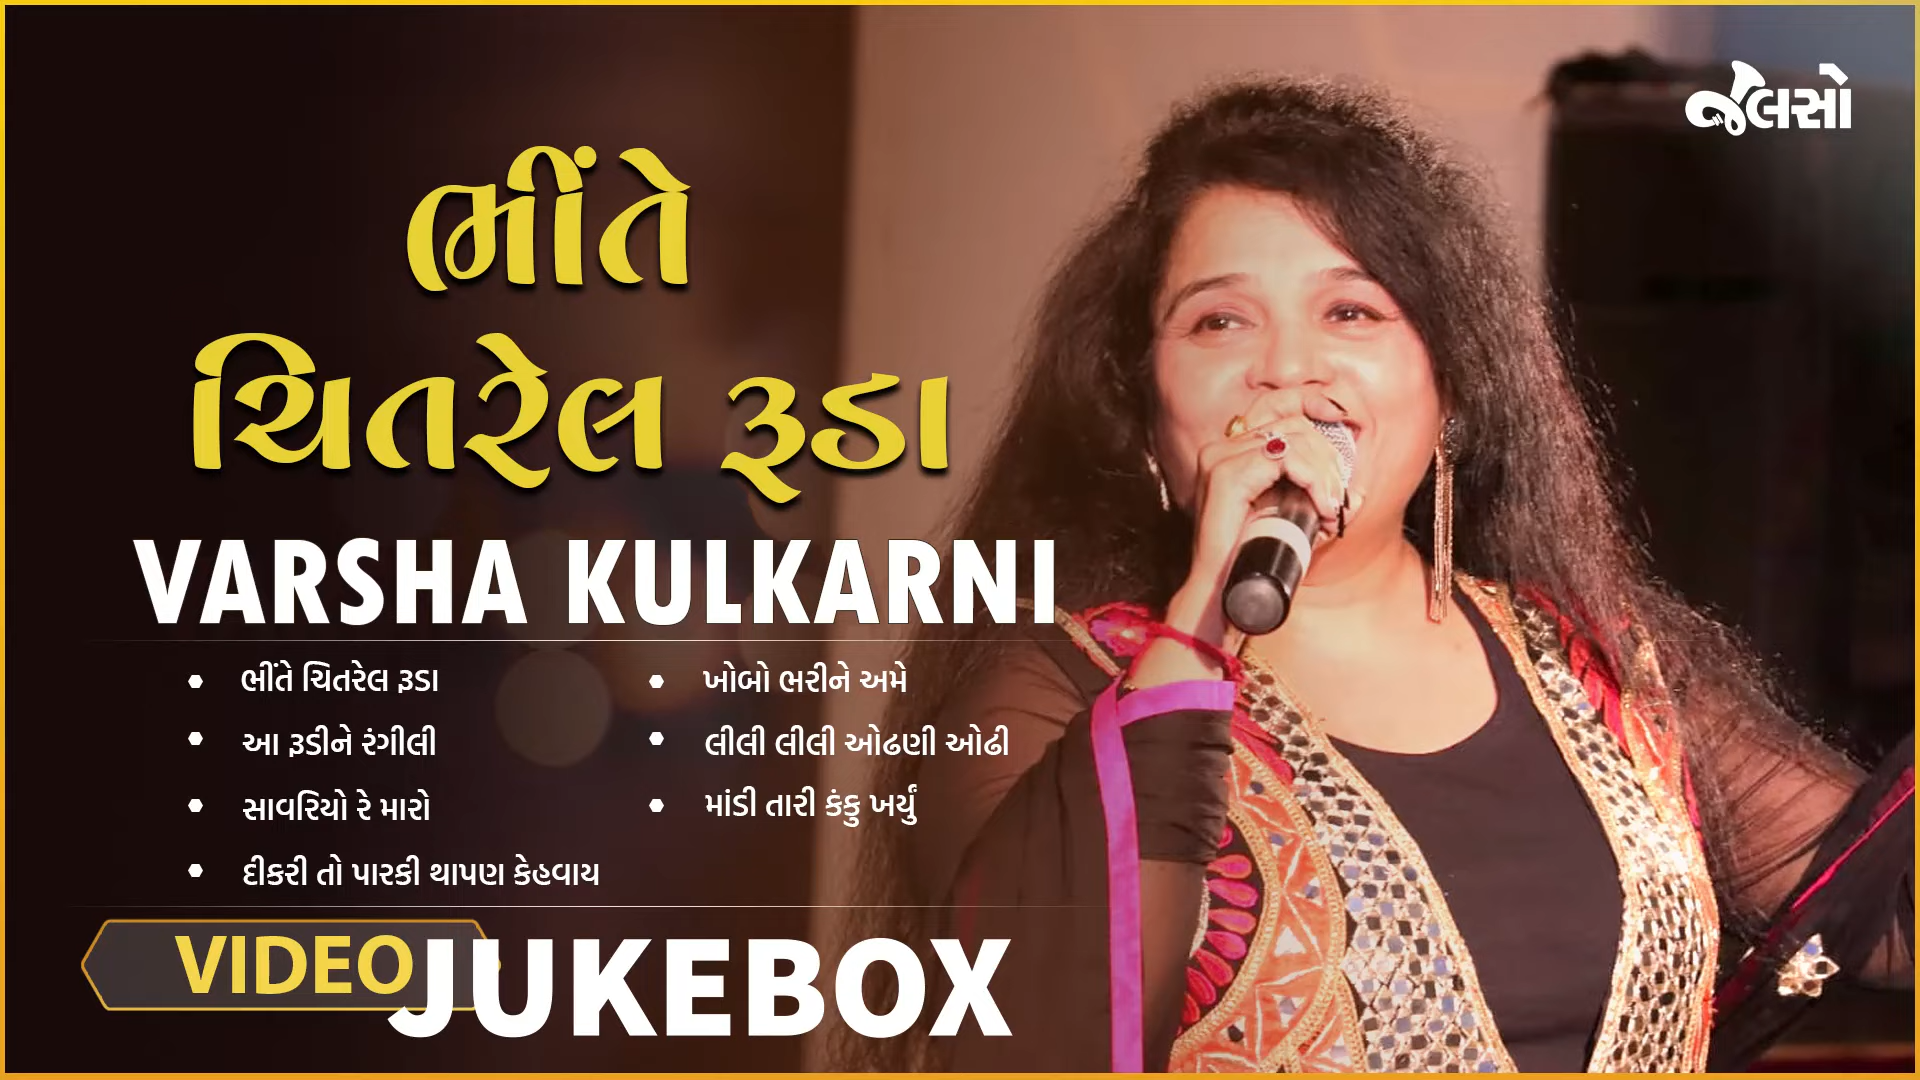 જલસો
ભીંતે
ચિતરેલ રૂડા
VARSHA KULKARNI
ભીંતે ચિતરેલ રૂડા
આ રૂડીને રંગીલી
સાવરિયો રે મારો
દીકરી તો પારકી થાપણ કેહવાય
ખોબો ભરીને અમે
લીલી લીલી ઓઢણી ઓઢી
માંડી તારી કંકુ ખર્યું
VIDEO JUKEBOX